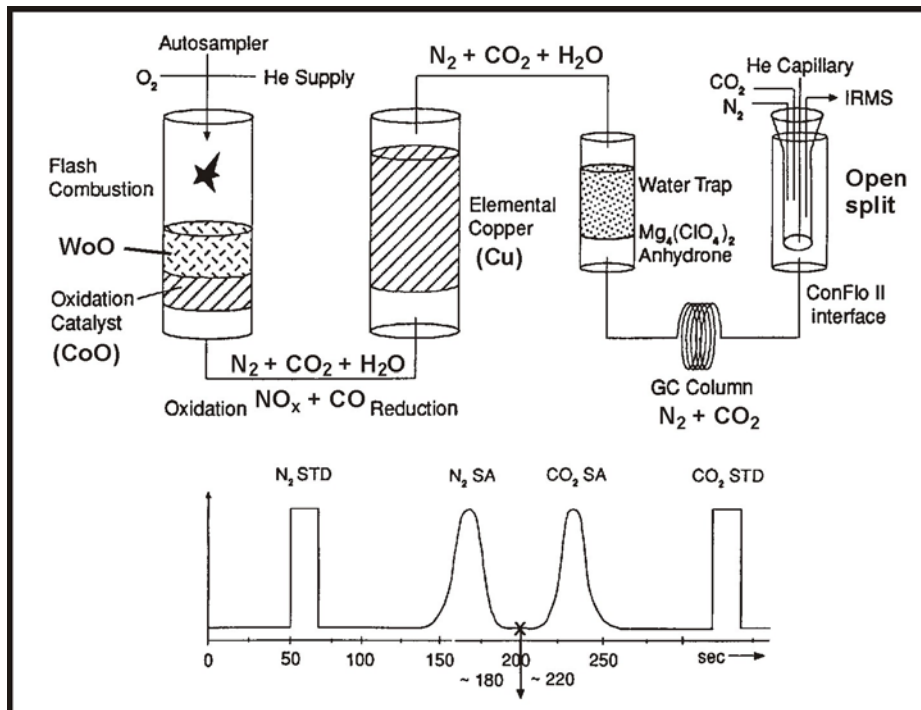 Autosampler
O₂
He Supply
Flash
Combustion
WoO
Oxidation
Catalyst
(CoO)
N₂ + CO₂ + H₂O
Oxidation NOₓ + CO Reduction
N₂ + CO₂ + H₂O
Elemental
Copper
(Cu)
Water Trap
Mg₄(ClO₄)₂
Anhydrone
GC Column
N₂ + CO₂
He Capillary
CO₂
N₂
IRMS
Open
split
ConFlo II
interface
N₂ STD
N₂ SA
CO₂ SA
CO₂ STD
0 50 100 150 200 250 sec
~ 180 ~ 220